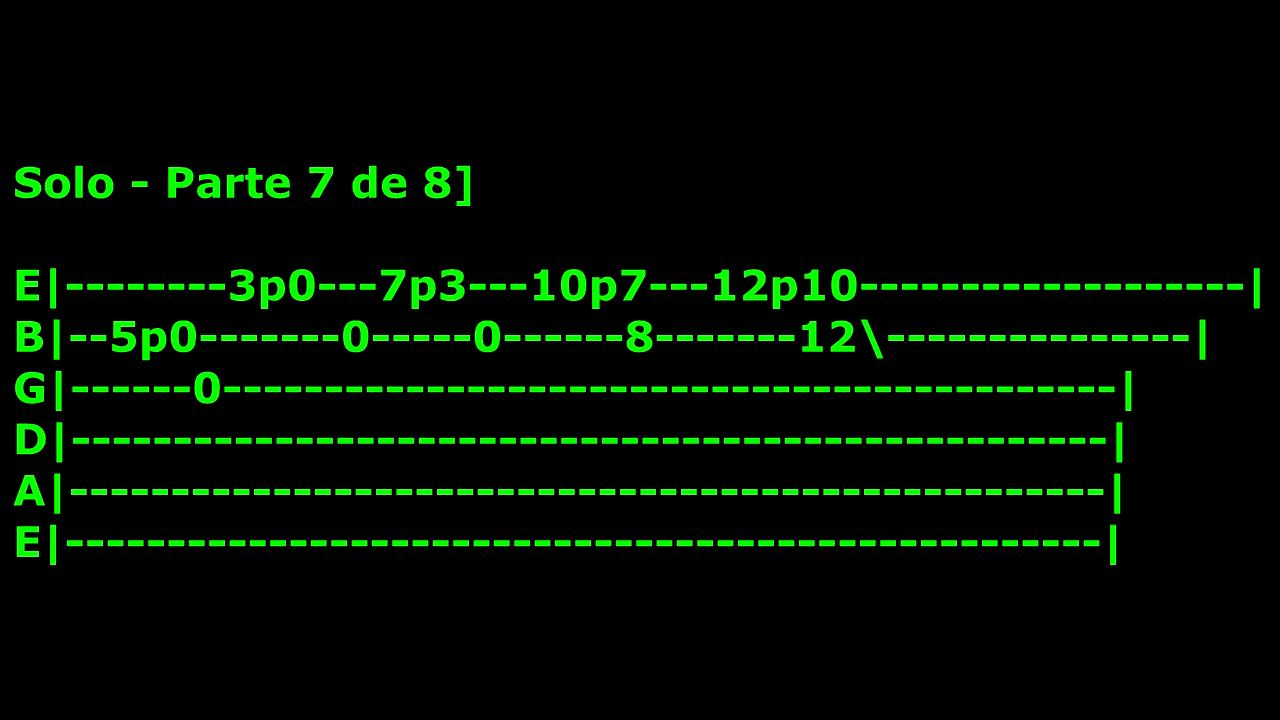 Solo - Parte 7 de 8]
E|--------3p0---7p3---10p7---12p10-------------------|
B|--5p0-------0-----0------8-------12\---------------|
G|------0--------------------------------------------|
D|---------------------------------------------------|
A|---------------------------------------------------|
E|---------------------------------------------------|